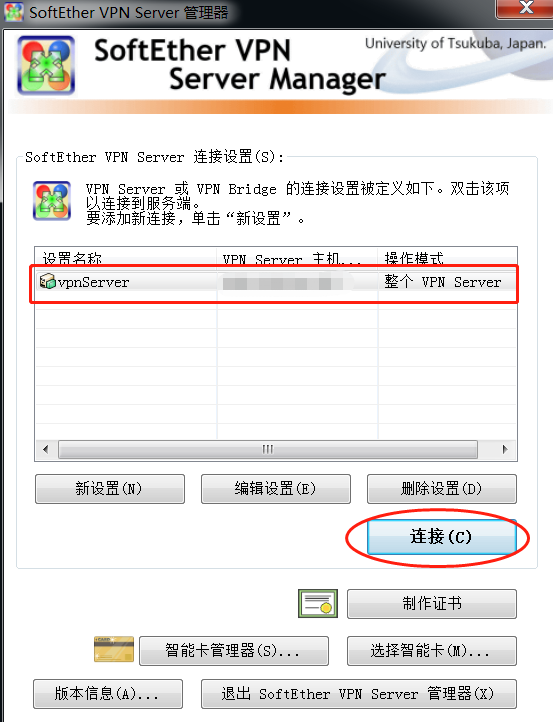 SoftEther VPN Server 管理器
SoftEther VPN
Server Manager
University of Tsukuba, Japan.
SoftEther VPN Server 连接设置(S):
VPN Server 或 VPN Bridge 的连接设置被定义如下。双击该项
以连接到服务端。
要添加新连接,单击“新设置”。
设置名称 VPN Server 主机... 操作模式
vpnServer 整个 VPN Server
新设置(N) 编辑设置(E) 删除设置(D)
连接(C)
制作证书
智能卡管理器(S)... 选择智能卡(M)...
版本信息(A)... 退出 SoftEther VPN Server 管理器(X)